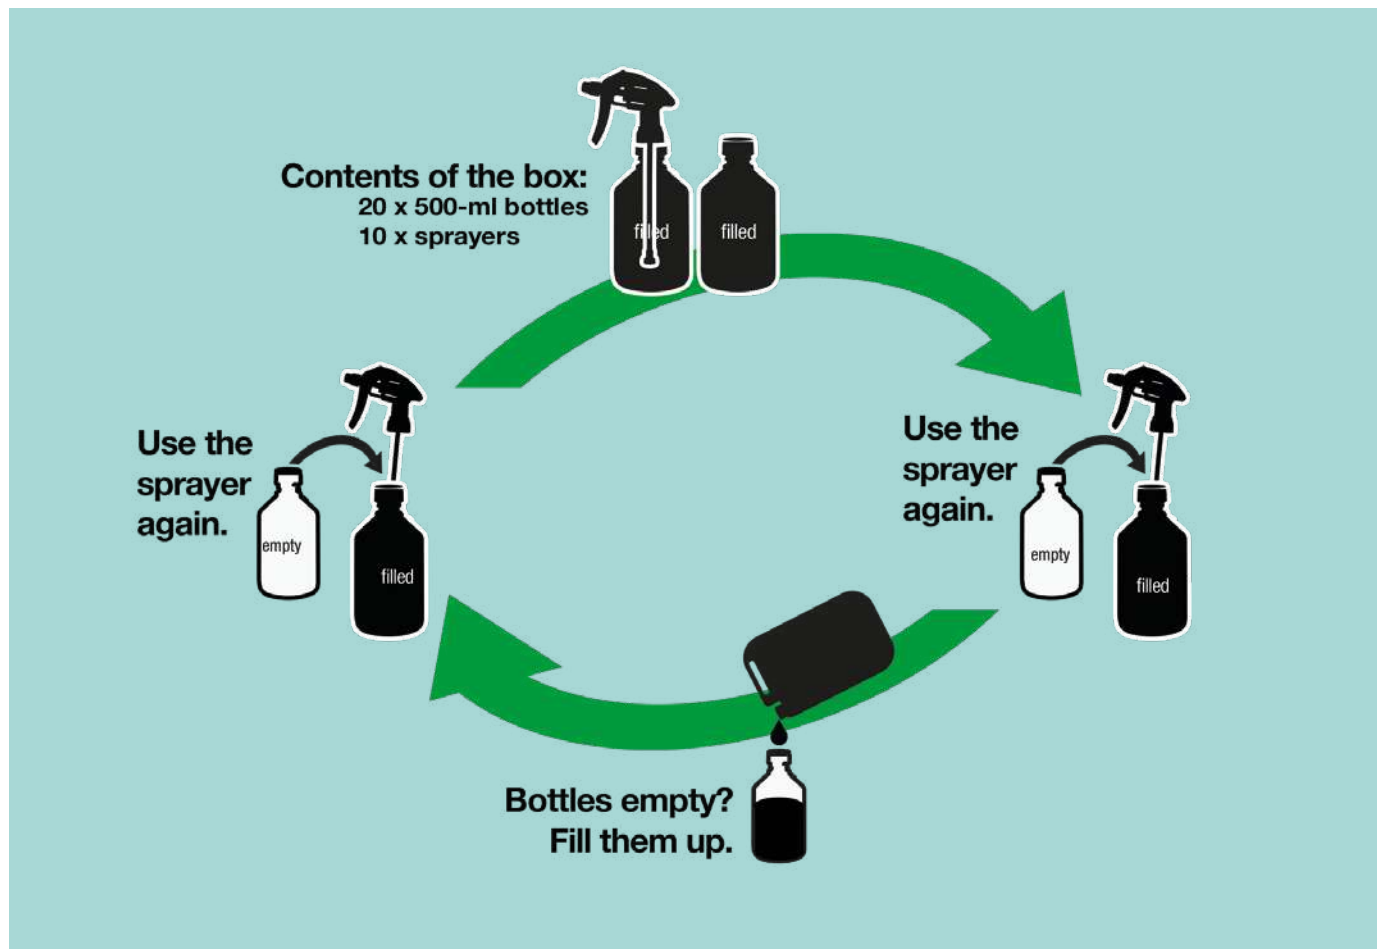 Contents of the box:
20 x 500-ml bottles
10 x sprayers
filled
filled
Use the
sprayer
again.
empty
filled
Bottles empty?
Fill them up.
Use the
sprayer
again.
empty
filled